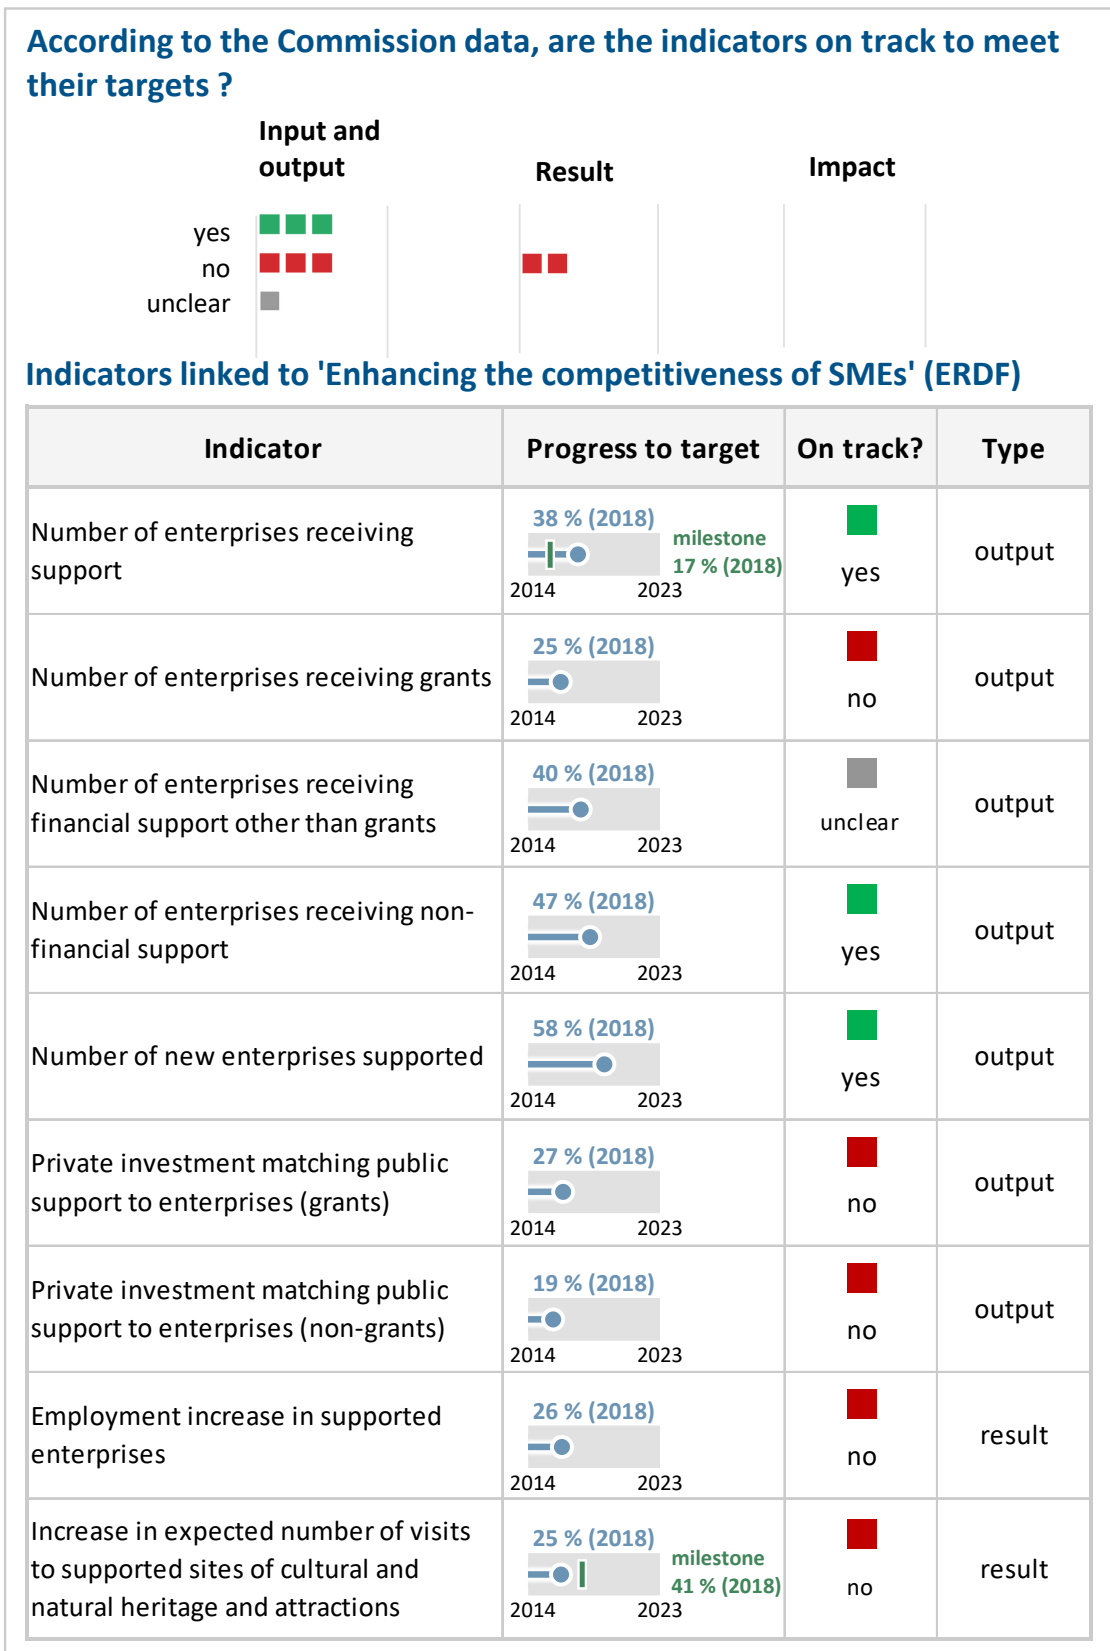 According to the Commission data, are the indicators on track to meet
their targets ?
Input and
output
Result
Impact
yes
no
unclear
Indicators linked to 'Enhancing the competitiveness of SMEs' (ERDF)
Indicator
Progress to target
On track?
Type
Number of enterprises receiving
support
38 % (2018)
milestone
17 % (2018)
2014
2023
yes
output
Number of enterprises receiving grants
25 % (2018)
2014
2023
no
output
Number of enterprises receiving
financial support other than grants
40 % (2018)
2014
2023
unclear
output
Number of enterprises receiving non-
financial support
47 % (2018)
2014
2023
yes
output
Number of new enterprises supported
58 % (2018)
2014
2023
yes
output
Private investment matching public
support to enterprises (grants)
27 % (2018)
2014
2023
no
output
Private investment matching public
support to enterprises (non-grants)
19 % (2018)
2014
2023
no
output
Employment increase in supported
enterprises
26 % (2018)
2014
2023
no
result
Increase in expected number of visits
to supported sites of cultural and
natural heritage and attractions
25 % (2018)
milestone
41 % (2018)
2014
2023
no
result